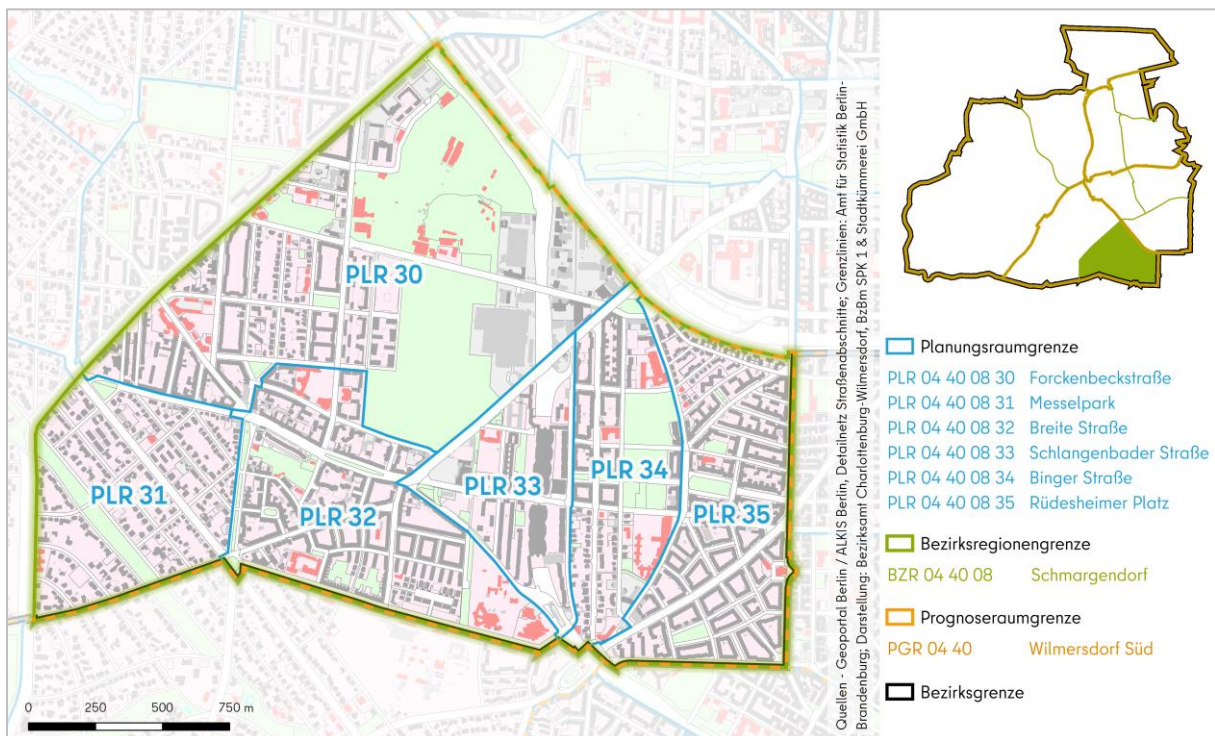 PLR 30
PLR 31
PLR 32
PLR 33
PLR 34
PLR 35
0 250 500 750 m
Quellen - Geoportal Berlin / ALKIS Berlin, Detailnetz Straßenabschnitte; Grenzlinien: Amt für Statistik Berlin-
Brandenburg; Darstellung: Bezirksamt Charlottenburg-Wilmersdorf, BzBm SPK 1 & Stadtkümmerei GmbH
Planungsraumgrenze
PLR 04 40 08 30 Forckenbeckstraße
PLR 04 40 08 31 Messelpark
PLR 04 40 08 32 Breite Straße
PLR 04 40 08 33 Schlangenbader Straße
PLR 04 40 08 34 Binger Straße
PLR 04 40 08 35 Rüdesheimer Platz
Bezirksregionengrenze
BZR 04 40 08 Schmargendorf
Prognoseraumgrenze
PGR 04 40 Wilmersdorf Süd
Bezirksgrenze